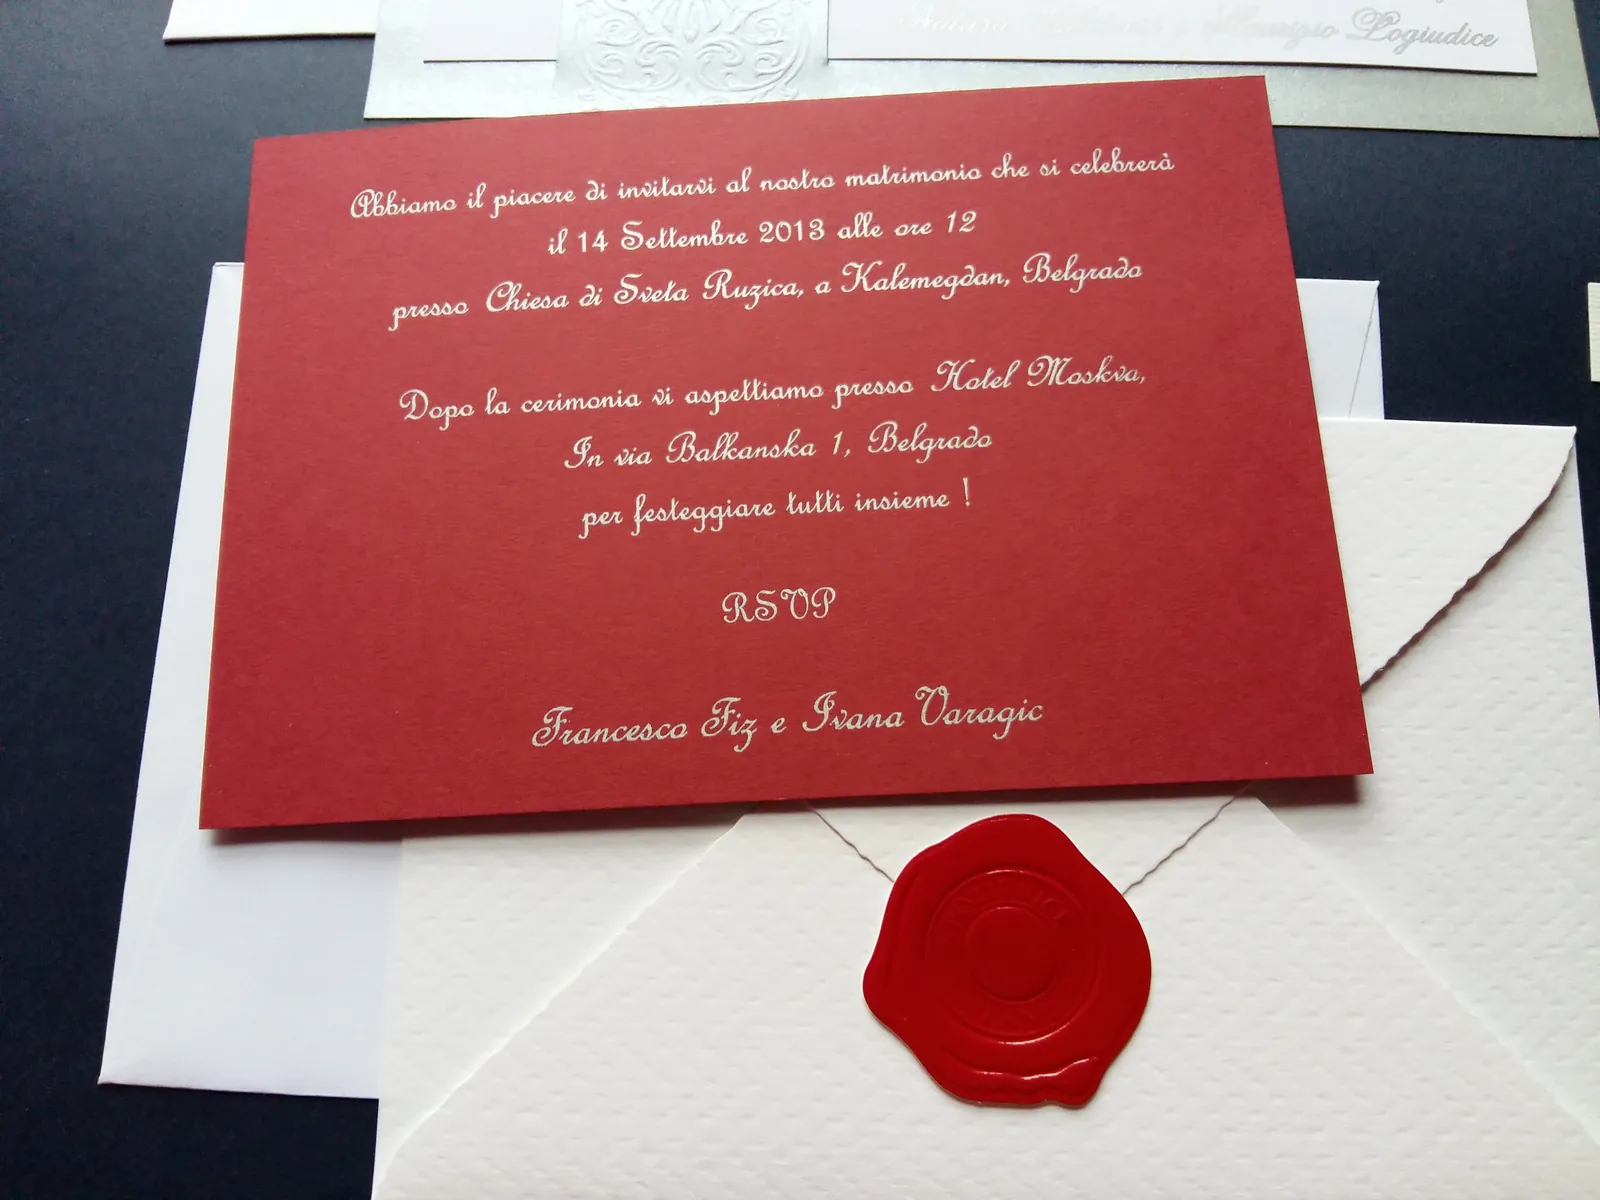 Logiudice
Abbiamo il piacere di invitarvi al nostro matrimonio che si celebrerà
il 14 Settembre 2013 alle ore 12
presso Chiesa di Sveta Ruzica, a Kalemegdan, Belgrado
Dopo la cerimonia vi aspettiamo presso Hotel Moskva,
In via Balkanska 1, Belgrado
per festeggiare tutti insieme !
RSVP
Francesco Fiz e Ivana Varagic